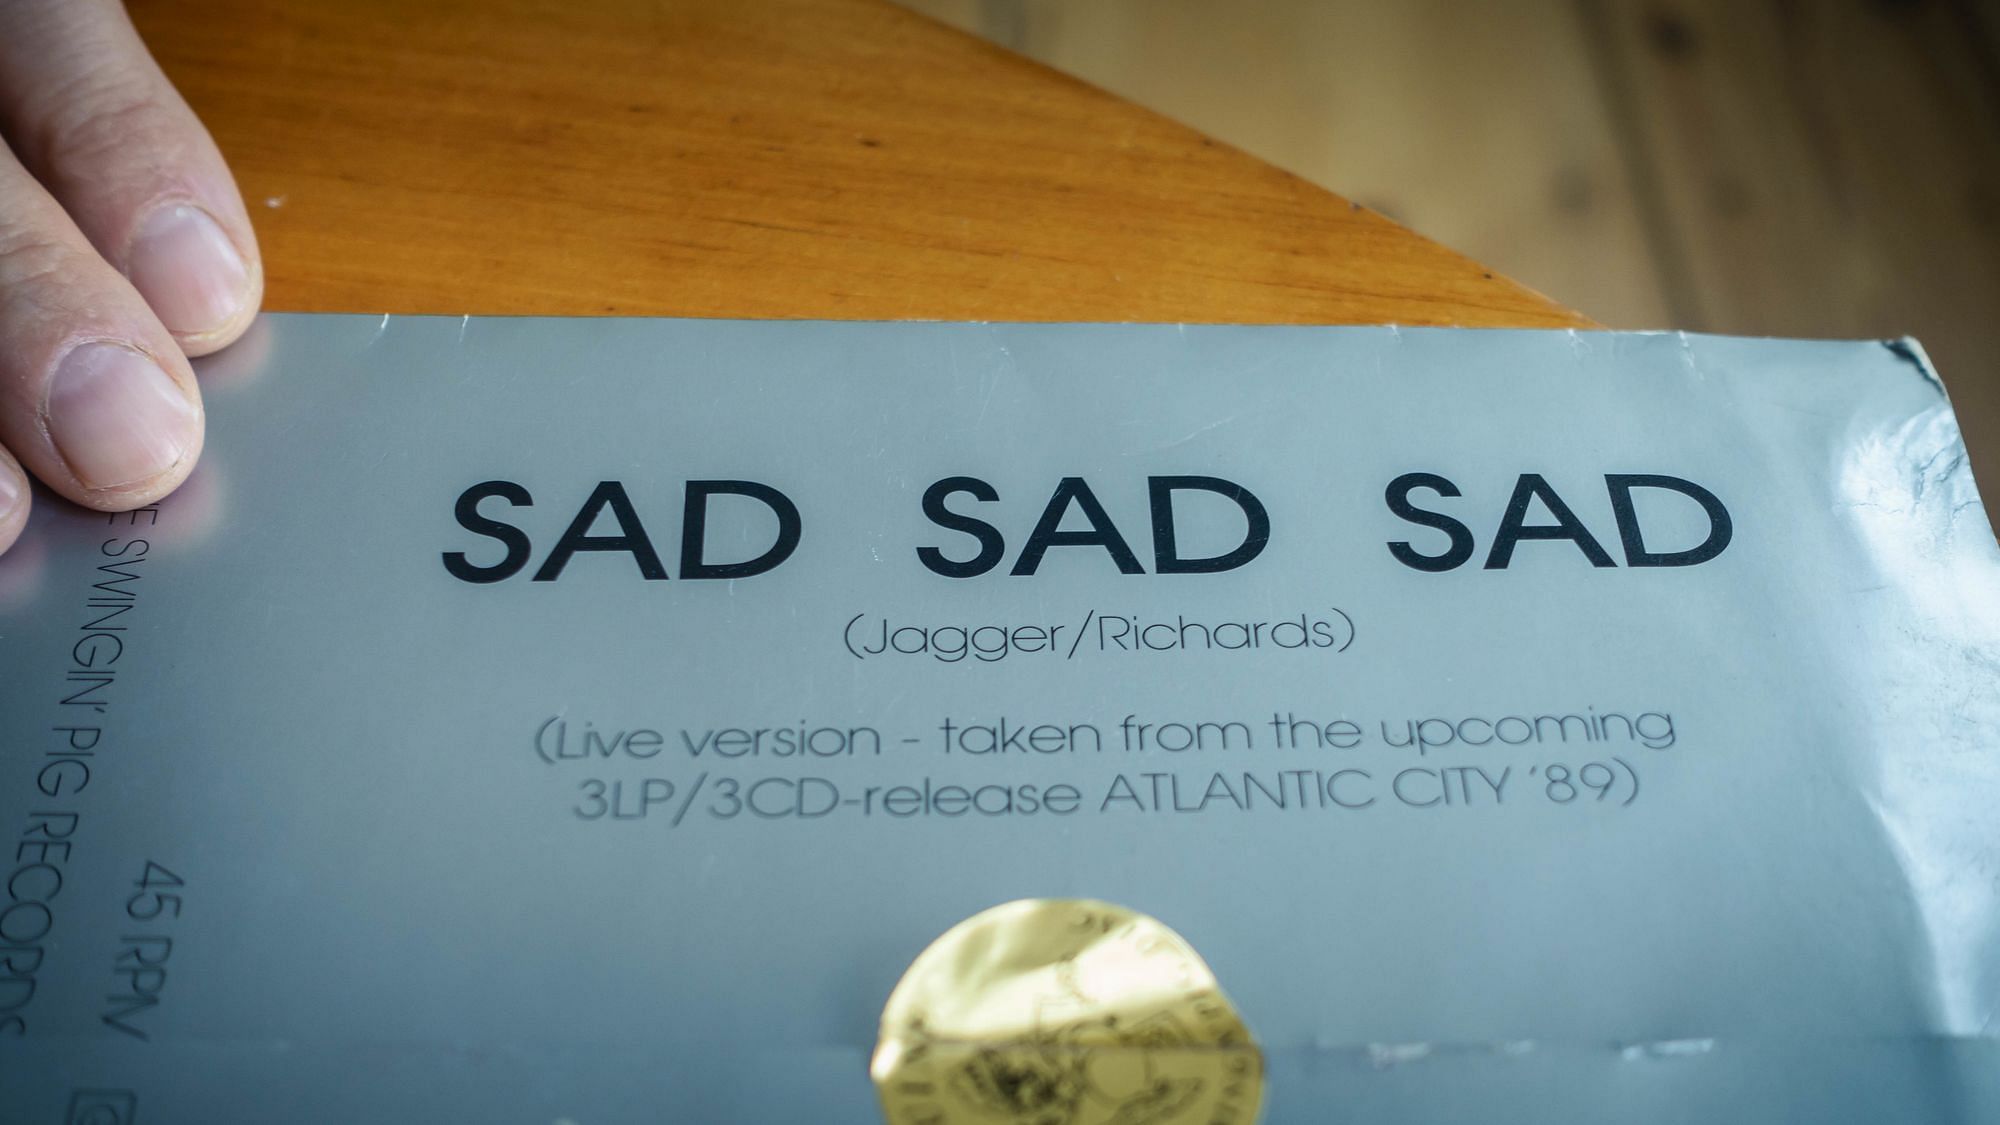 SAD SAD SAD
(Jagger/Richards)
(Live version - taken from the upcoming
3LP/3CD-release ATLANTIC CITY '89)
SWINGIN' PIG RECORDS
45 RPM